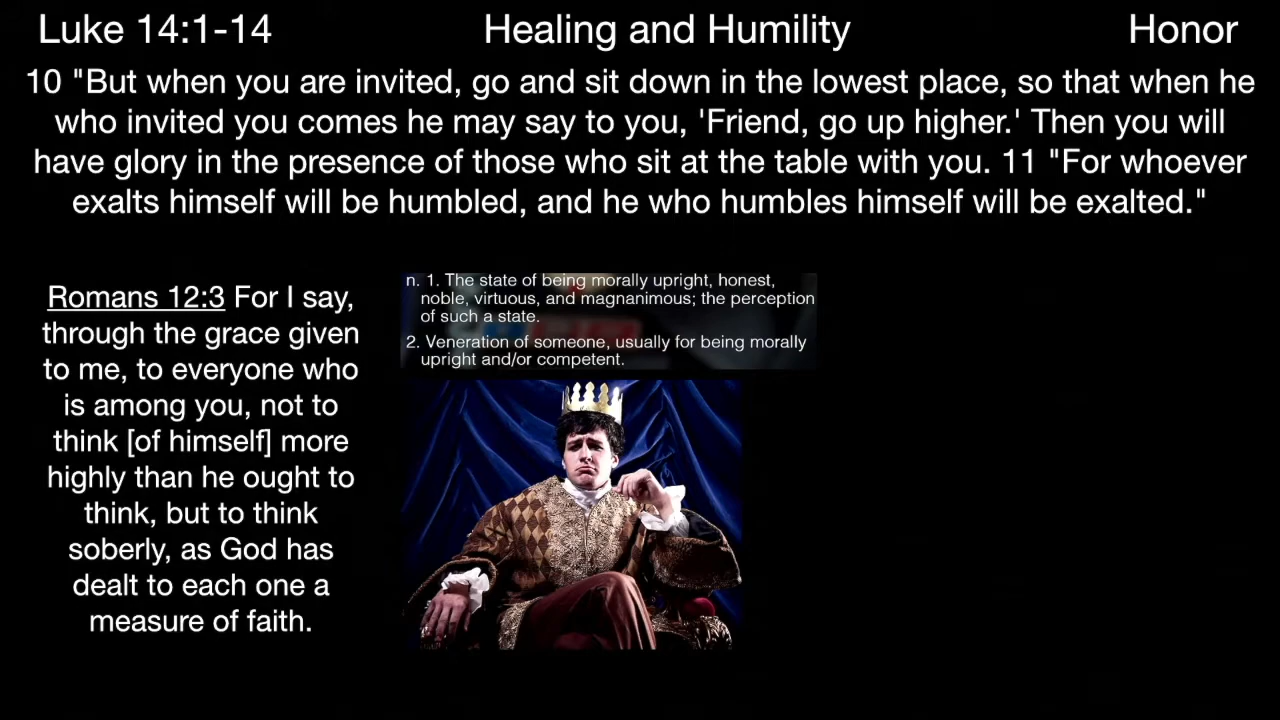 Luke 14:1-14 Healing and Humility Honor
10 "But when you are invited, go and sit down in the lowest place, so that when he
who invited you comes he may say to you, 'Friend, go up higher.' Then you will
have glory in the presence of those who sit at the table with you. 11 "For whoever
exalts himself will be humbled, and he who humbles himself will be exalted."
Romans 12:3 For I say,
through the grace given
to me, to everyone who
is among you, not to
think [of himself] more
highly than he ought to
think, but to think
soberly, as God has
dealt to each one a
measure of faith.
n. 1. The state of being morally upright, honest,
noble, virtuous, and magnanimous; the perception
of such a state.
2. Veneration of someone, usually for being morally
upright and/or competent.